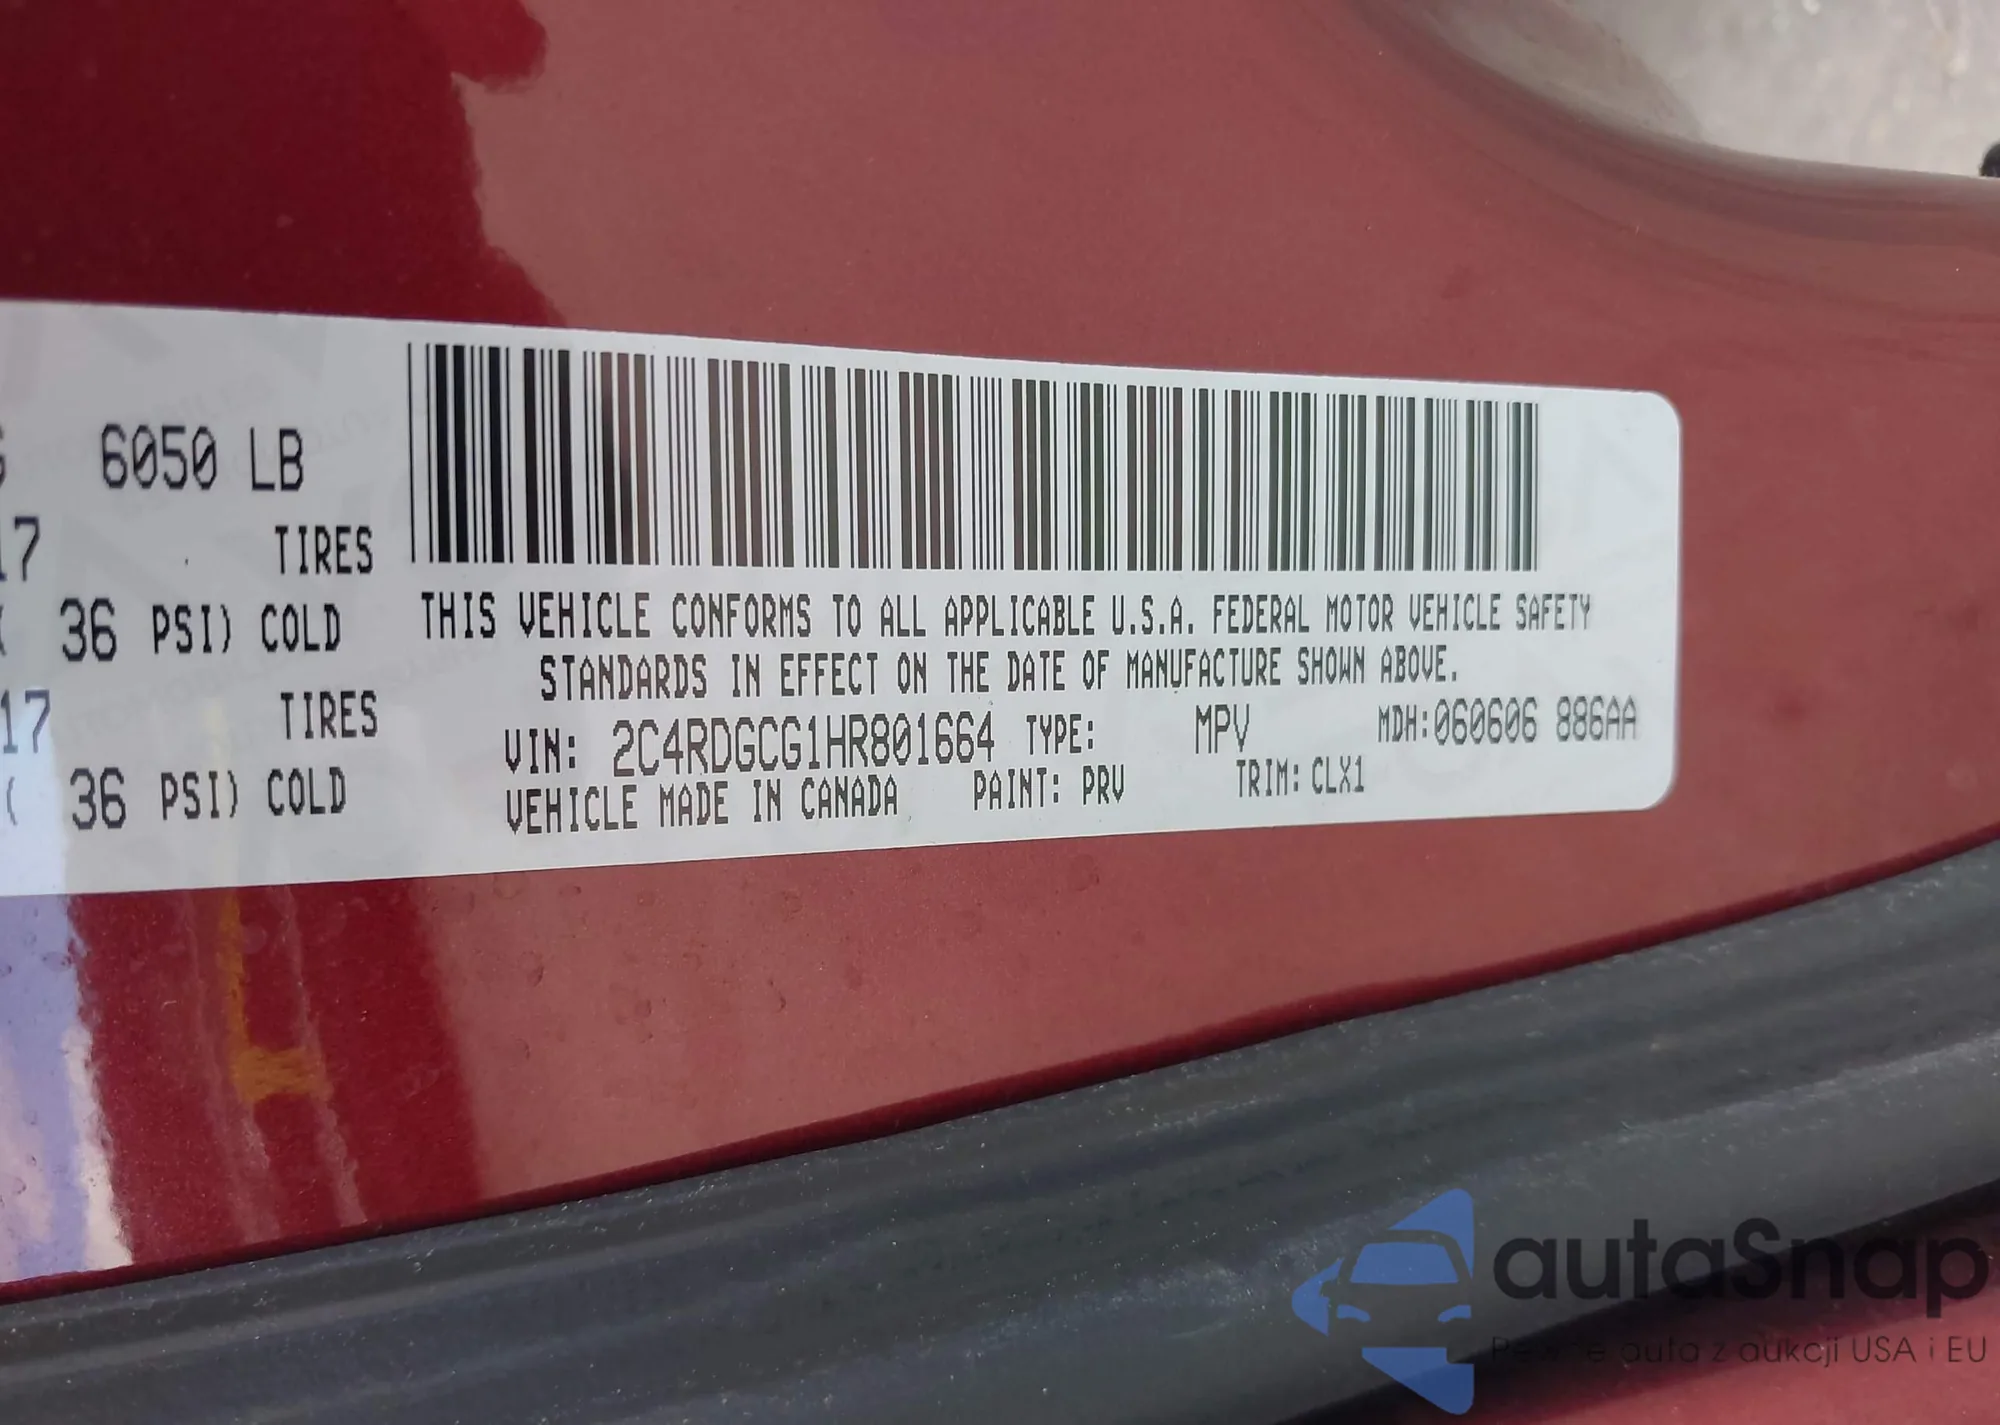 6050 LB
17 TIRES
( 36 PSI) COLD
17 TIRES
( 36 PSI) COLD
THIS VEHICLE CONFORMS TO ALL APPLICABLE U.S.A. FEDERAL MOTOR VEHICLE SAFETY
STANDARDS IN EFFECT ON THE DATE OF MANUFACTURE SHOWN ABOVE.
VIN: 2C4RDGCG1HR801664 TYPE: MPV MDH:060606 886AA
VEHICLE MADE IN CANADA PAINT: PRV TRIM: CLX1
autaSnap
Pewne auta z aukcji USA i EU